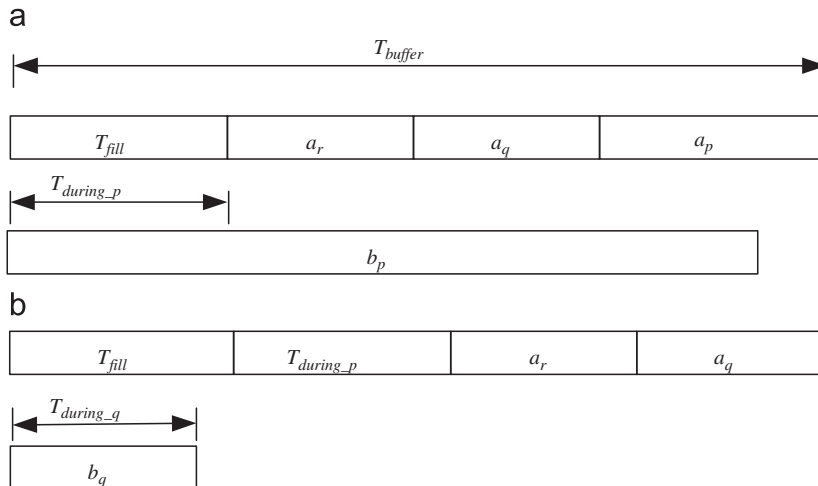 a
T_buffer
T_fill a_r a_q a_p
T_during_p
b_p
b
T_fill T_during_p a_r a_q
T_during_q
b_q